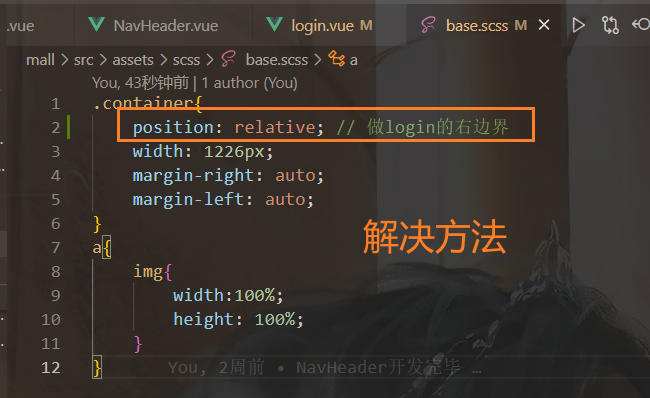 .vue NavHeader.vue login.vue M base.scss M
mall > src > assets > scss > base.scss > a
You, 43秒钟前 | 1 author (You)
1 .container{
2 position: relative; // 做login的右边界
3 width: 1226px;
4 margin-right: auto;
5 margin-left: auto;
6 }
解决方法
7 a{
8 img{
9 width:100%;
10 height: 100%;
11 }
12 } You, 2周前 • NavHeader开发完毕 …